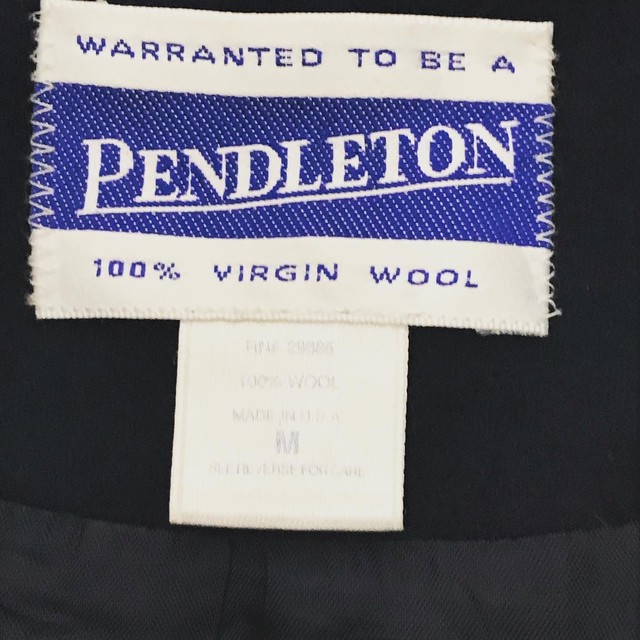 WARRANTED TO BE A
PENDLETON
100% VIRGIN WOOL
RN# 29685
100% WOOL
MADE IN U.S.A.
M
SEE REVERSE FOR CARE